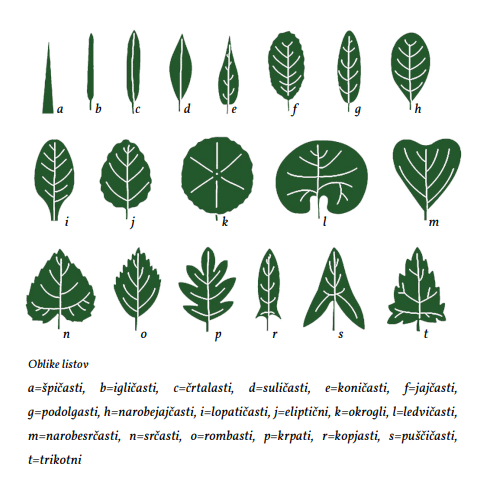 a b c d e f g h
i j k l m
n o p r s t
Oblike listov
a=špičasti, b=igličasti, c=črtalasti, d=suličasti, e=koničasti, f=jajčasti,
g=podolgasti, h=narobejajčasti, i=lopatičasti, j=eliptični, k=okrogli, l=ledvičasti,
m=narobesrčasti, n=srčasti, o=rombasti, p=krpati, r=kopjasti, s=puščičasti,
t=trikotni